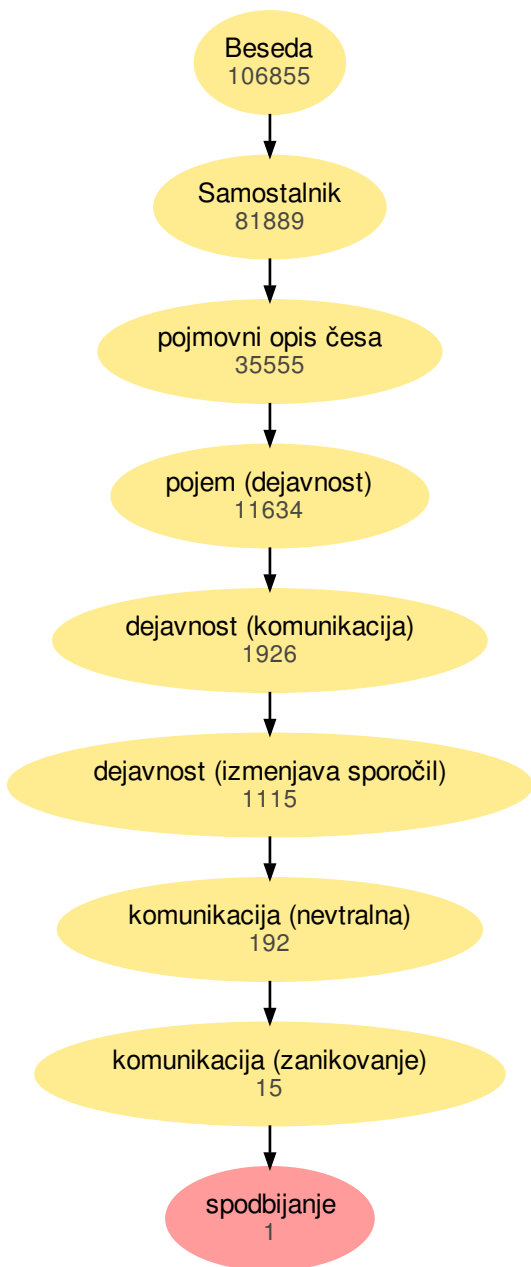 Beseda
106855
Samostalnik
81889
pojmovni opis česa
35555
pojem (dejavnost)
11634
dejavnost (komunikacija)
1926
dejavnost (izmenjava sporočil)
1115
komunikacija (nevtralna)
192
komunikacija (zanikovanje)
15
spodbijanje
1